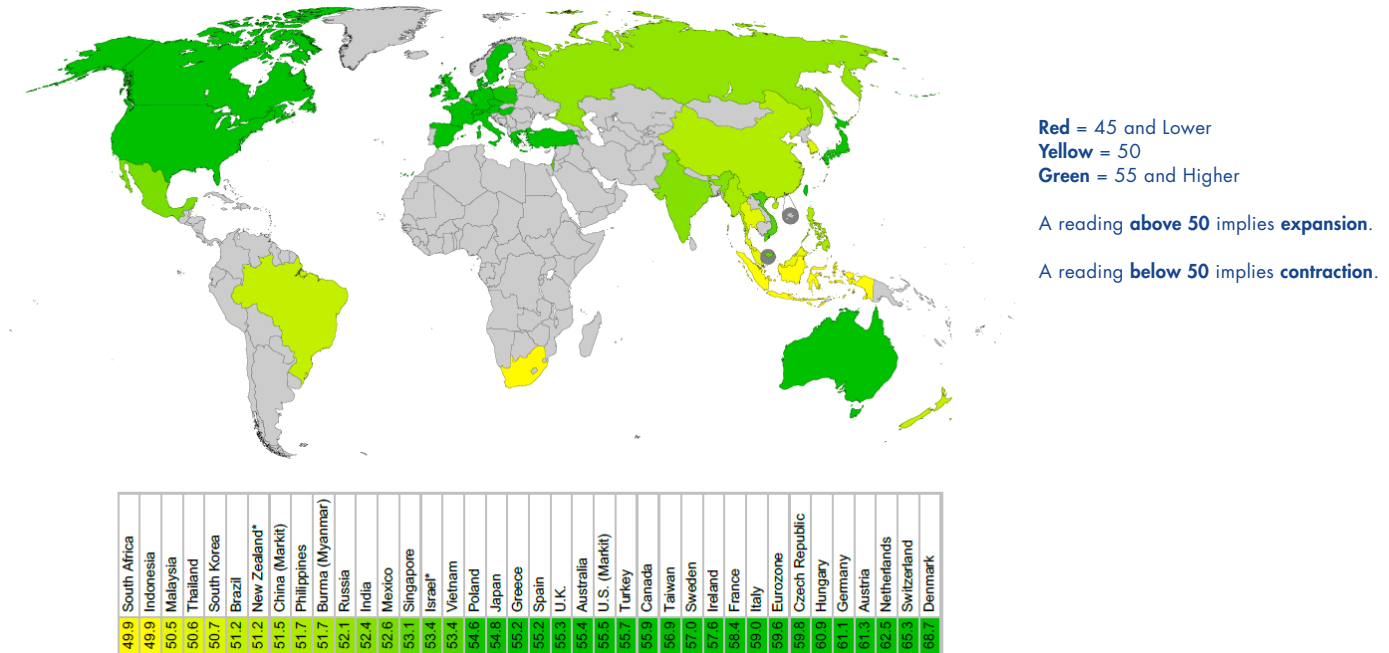 Red = 45 and Lower
Yellow = 50
Green = 55 and Higher
A reading above 50 implies expansion.
A reading below 50 implies contraction.
South Africa
Indonesia
Malaysia
Thailand
South Korea
Brazil
New Zealand*
China (Markit)
Philippines
Burma (Myanmar)
Russia
India
Mexico
Singapore
Israel*
Vietnam
Poland
Japan
Greece
Spain
U.K.
Australia
U.S. (Markit)
Turkey
Canada
Taiwan
Sweden
Ireland
France
Italy
Eurozone
Czech Republic
Hungary
Germany
Austria
Netherlands
Switzerland
Denmark
49.9
49.9
50.5
50.6
50.7
51.2
51.2
51.5
51.7
51.7
52.1
52.4
52.6
53.1
53.4
53.4
54.6
54.8
55.2
55.2
55.3
55.4
55.5
55.7
55.9
56.9
57.0
57.6
58.4
59.0
59.6
59.8
60.9
61.1
61.3
62.5
65.3
68.7